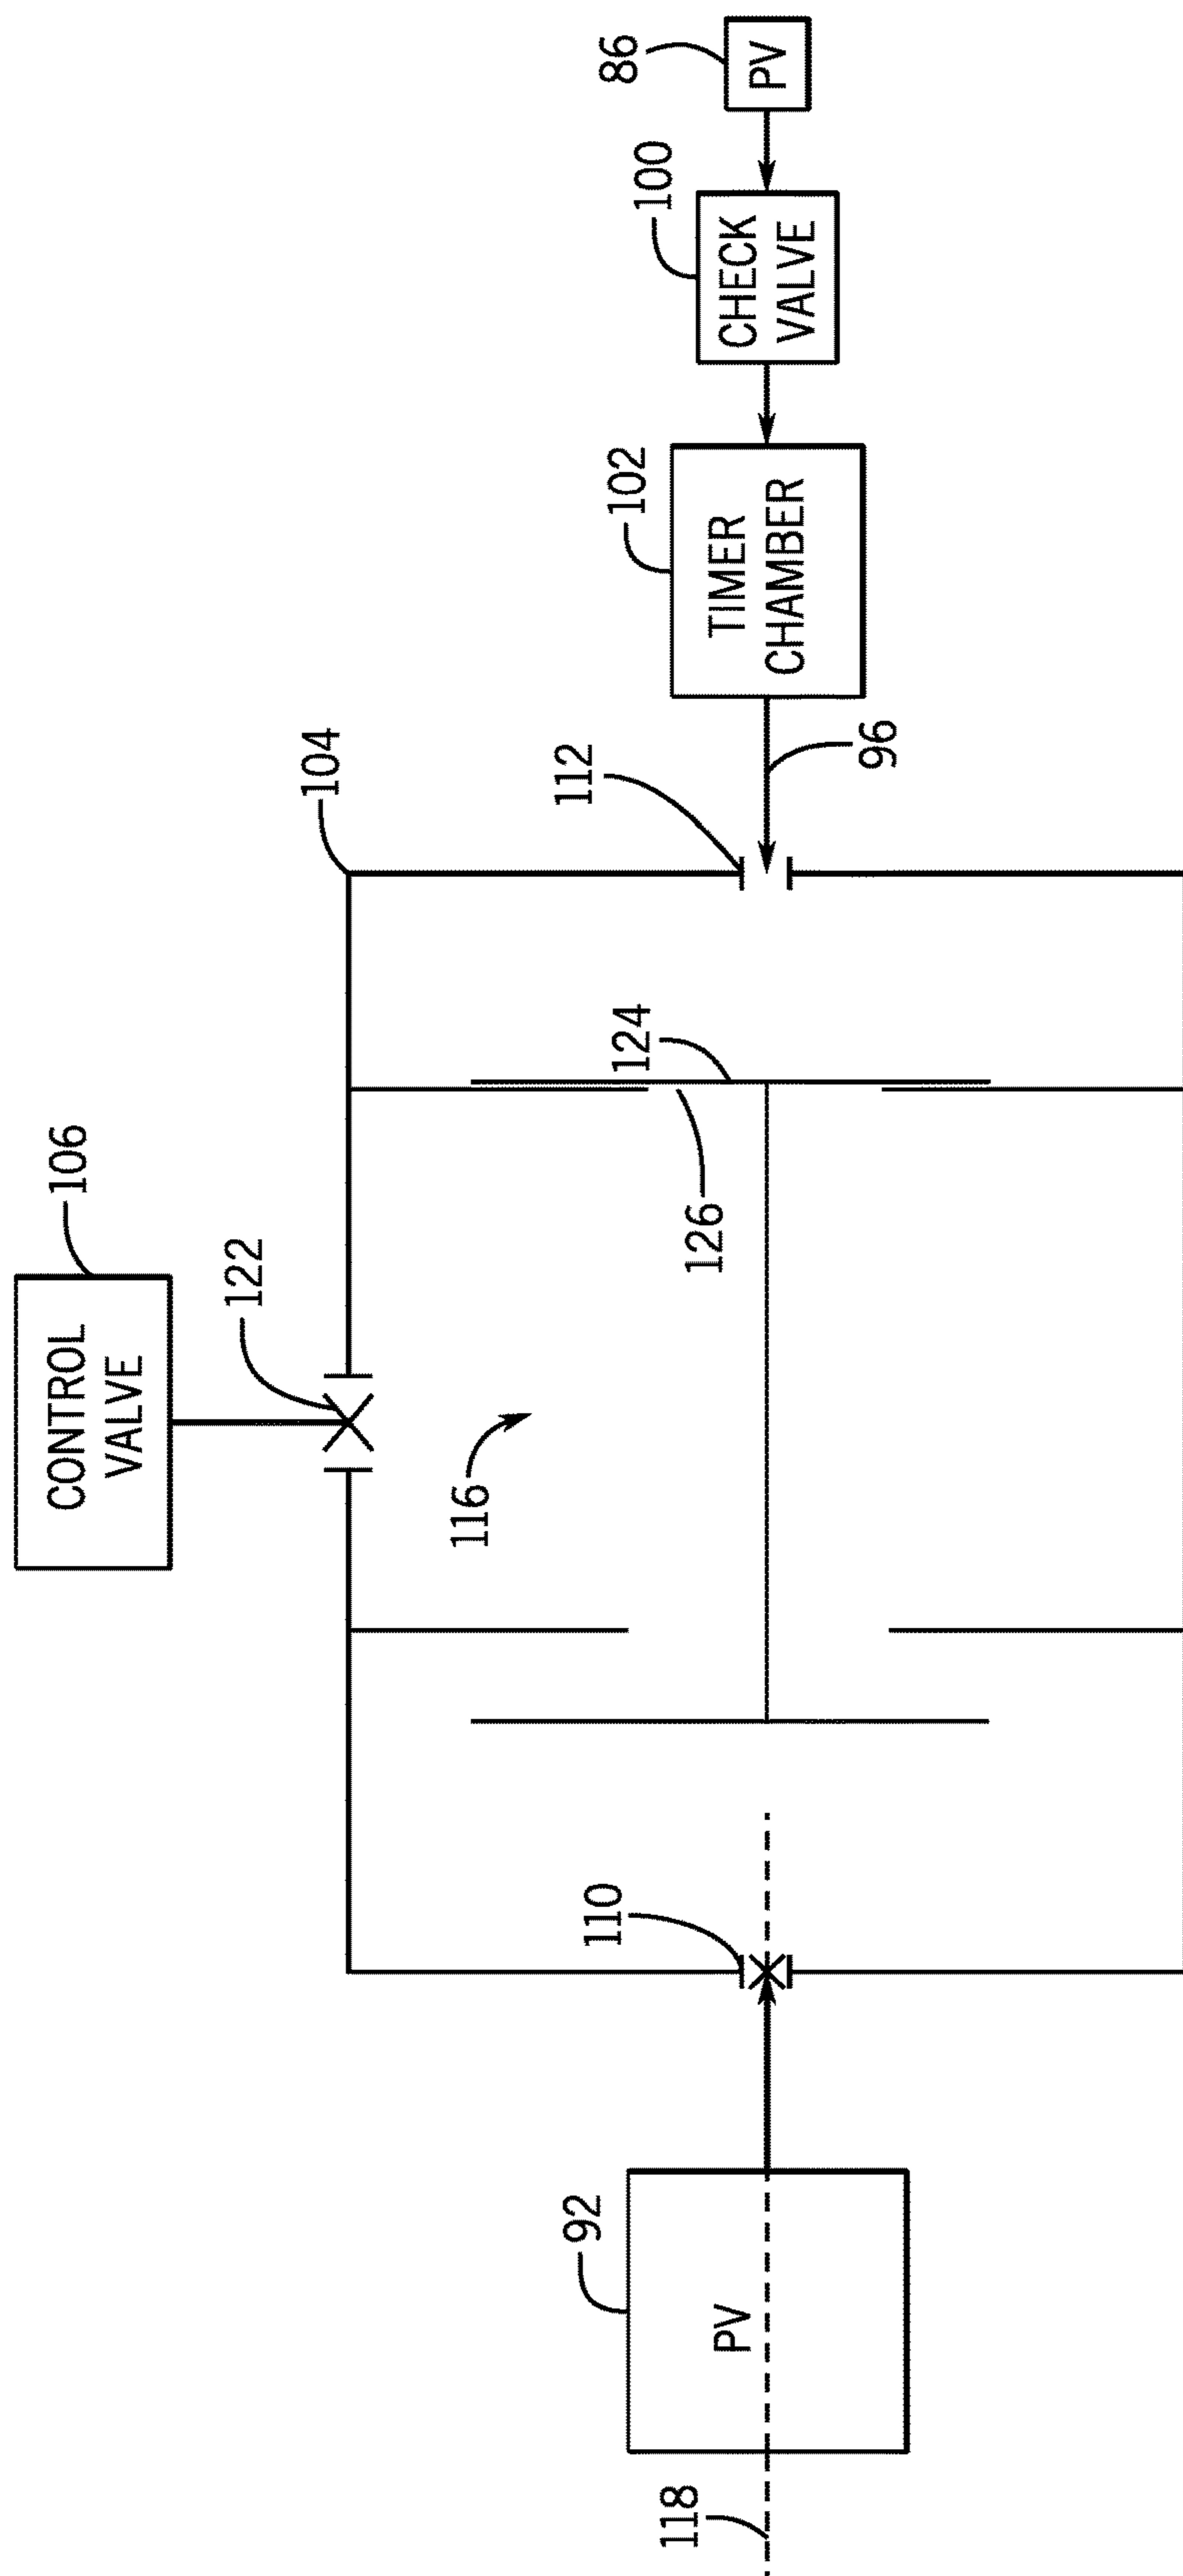 CONTROL
VALVE
106
122
104
116
126
124
112
110
92
PV
118
96
102
TIMER
CHAMBER
100
CHECK
VALVE
86
PV